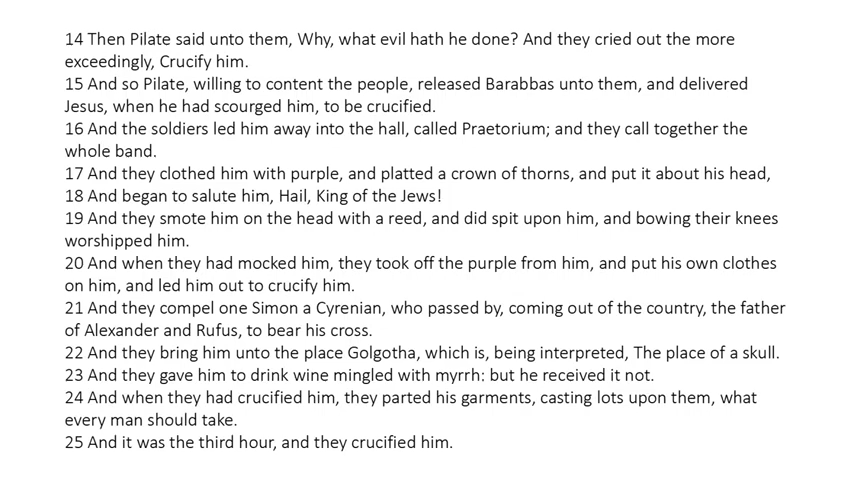 14 Then Pilate said unto them, Why, what evil hath he done? And they cried out the more
exceedingly, Crucify him.
15 And so Pilate, willing to content the people, released Barabbas unto them, and delivered
Jesus, when he had scourged him, to be crucified.
16 And the soldiers led him away into the hall, called Praetorium; and they call together the
whole band.
17 And they clothed him with purple, and platted a crown of thorns, and put it about his head,
18 And began to salute him, Hail, King of the Jews!
19 And they smote him on the head with a reed, and did spit upon him, and bowing their knees
worshipped him.
20 And when they had mocked him, they took off the purple from him, and put his own clothes
on him, and led him out to crucify him.
21 And they compel one Simon a Cyrenian, who passed by, coming out of the country, the father
of Alexander and Rufus, to bear his cross.
22 And they bring him unto the place Golgotha, which is, being interpreted, The place of a skull.
23 And they gave him to drink wine mingled with myrrh: but he received it not.
24 And when they had crucified him, they parted his garments, casting lots upon them, what
every man should take.
25 And it was the third hour, and they crucified him.